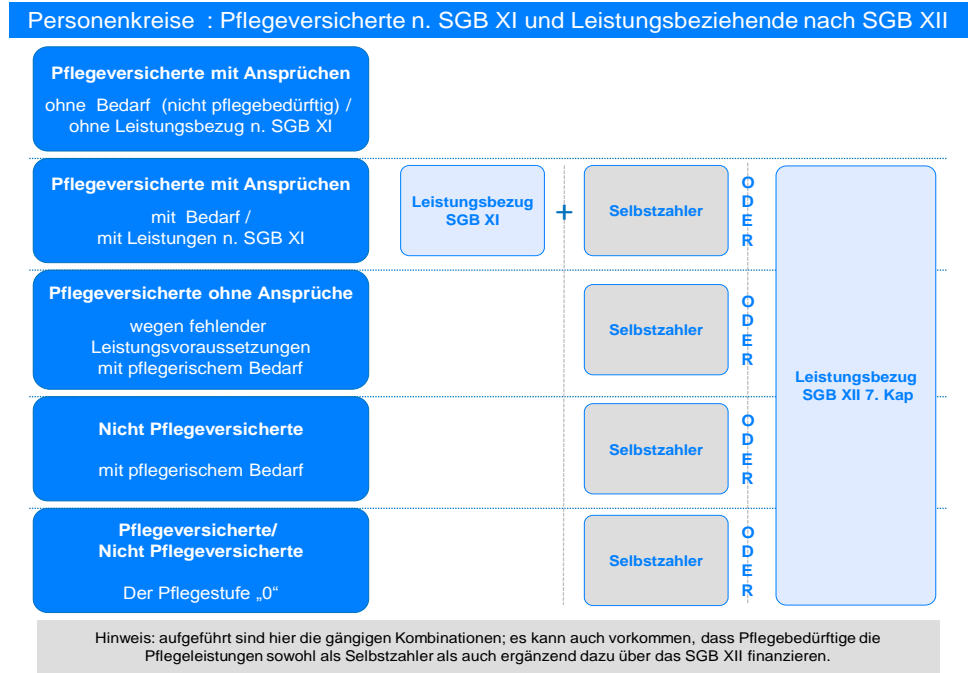 Personenkreise : Pflegeversicherte n. SGB XI und Leistungsbeziehende nach SGB XII
Pflegeversicherte mit Ansprüchen
ohne Bedarf (nicht pflegebedürftig) /
ohne Leistungsbezug n. SGB XI
Pflegeversicherte mit Ansprüchen
mit Bedarf /
mit Leistungen n. SGB XI
Leistungsbezug
SGB XI
+
Selbstzahler
O
D
E
R
Pflegeversicherte ohne Ansprüche
wegen fehlender
Leistungsvoraussetzungen
mit pflegerischem Bedarf
Selbstzahler
O
D
E
R
Leistungsbezug
SGB XII 7. Kap
Nicht Pflegeversicherte
mit pflegerischem Bedarf
Selbstzahler
O
D
E
R
Pflegeversicherte/
Nicht Pflegeversicherte
Der Pflegestufe „0“
Selbstzahler
O
D
E
R
Hinweis: aufgeführt sind hier die gängigen Kombinationen; es kann auch vorkommen, dass Pflegebedürftige die
Pflegeleistungen sowohl als Selbstzahler als auch ergänzend dazu über das SGB XII finanzieren.